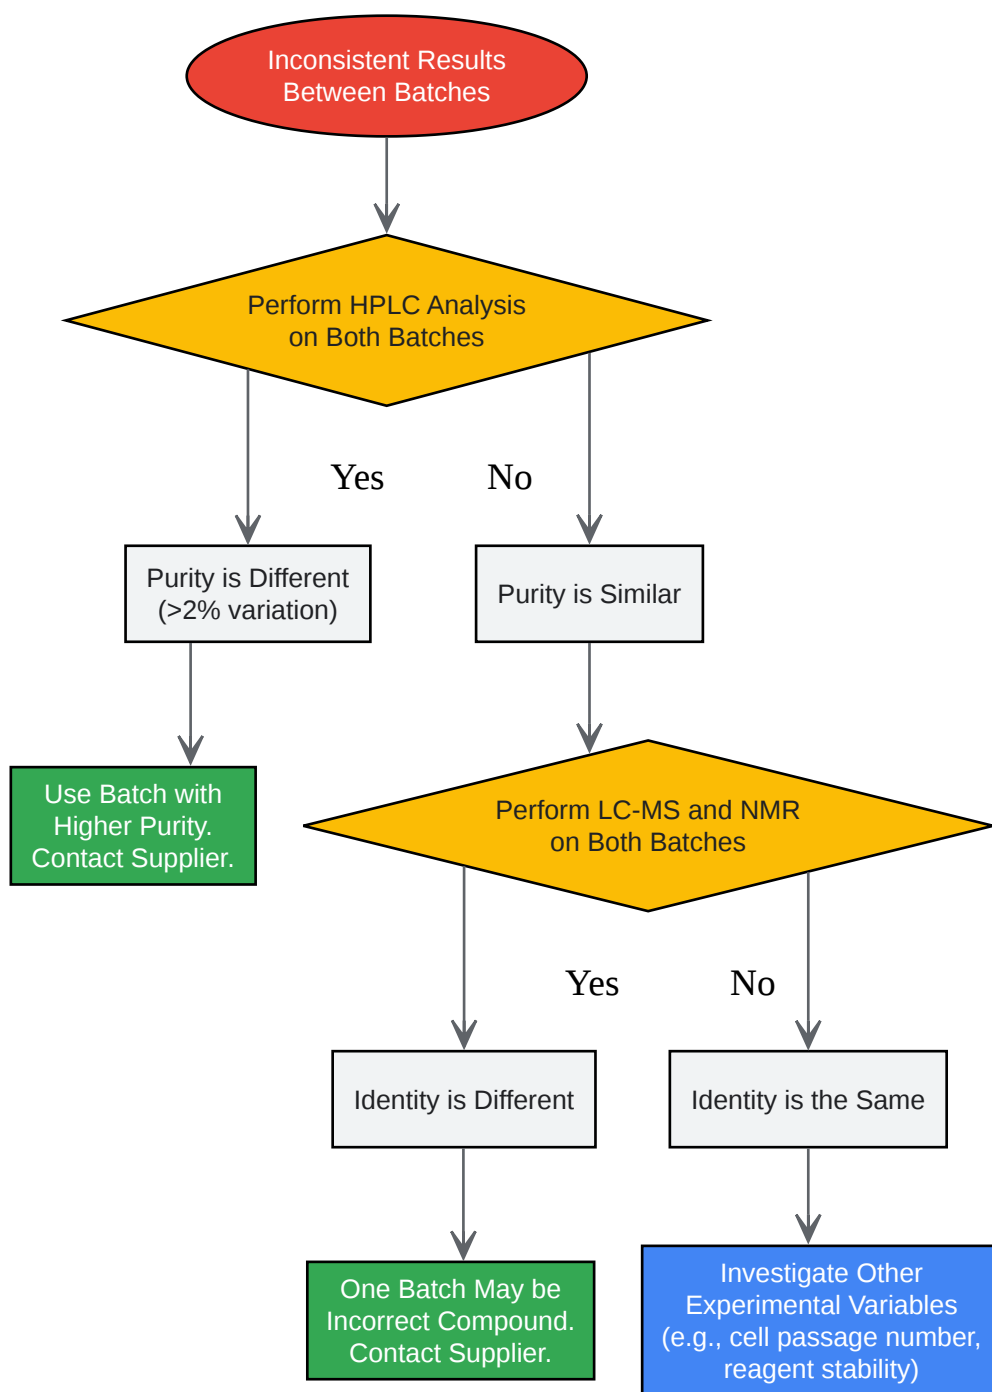 Inconsistent Results
Between Batches
Perform HPLC Analysis
on Both Batches
Yes
No
Purity is Different
(>2% variation)
Purity is Similar
Use Batch with
Higher Purity.
Contact Supplier.
Perform LC-MS and NMR
on Both Batches
Yes
No
Identity is Different
Identity is the Same
One Batch May be
Incorrect Compound.
Contact Supplier.
Investigate Other
Experimental Variables
(e.g., cell passage number,
reagent stability)